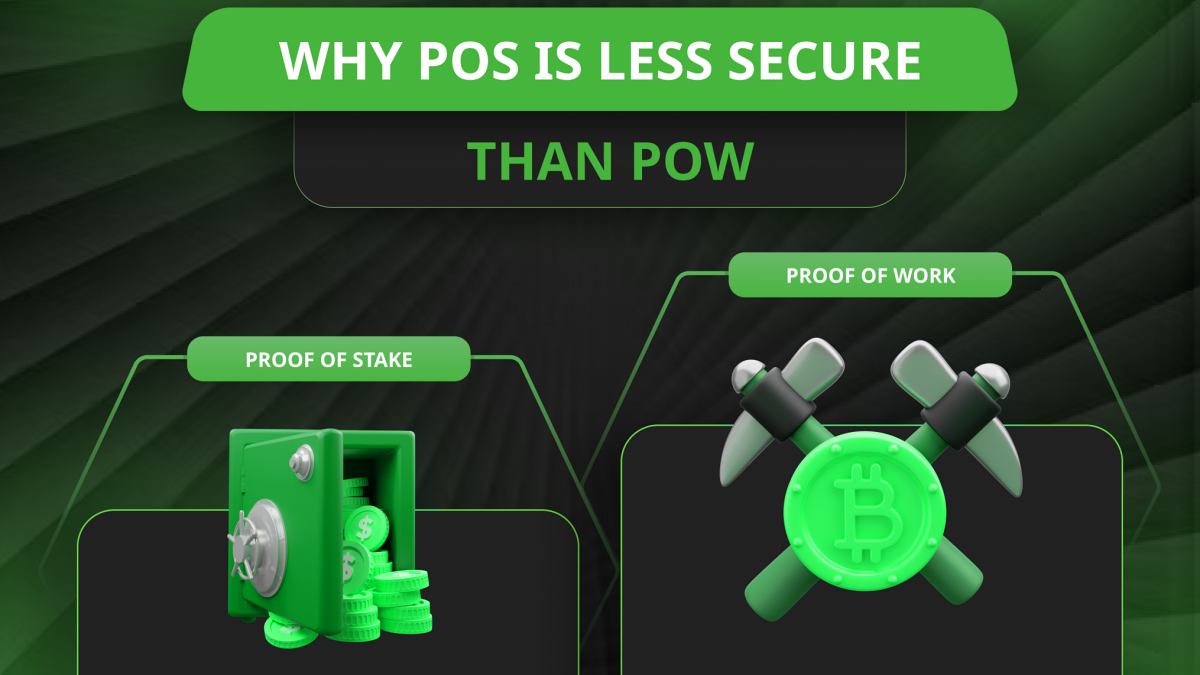 WHY POS IS LESS SECURE
THAN POW
PROOF OF WORK
PROOF OF STAKE